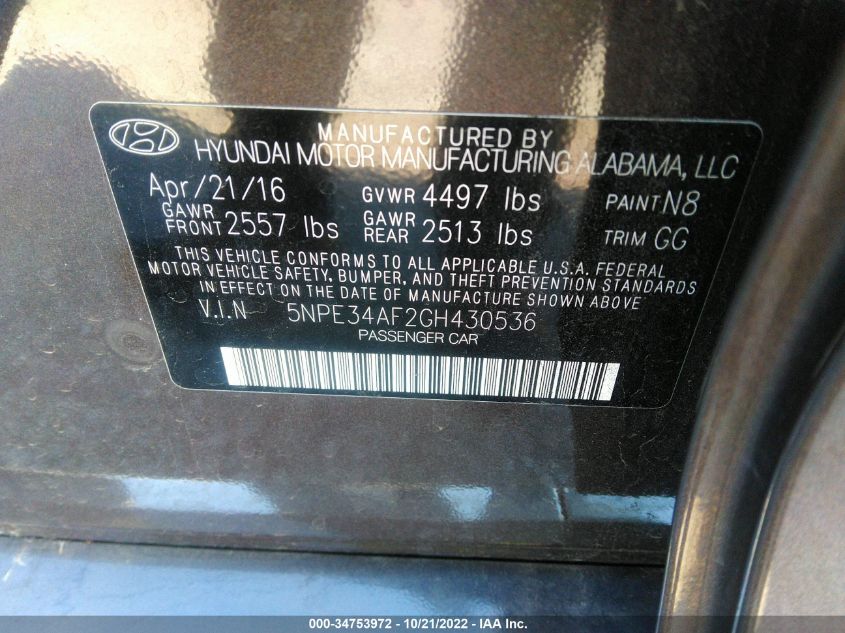 MANUFACTURED BY
HYUNDAI MOTOR MANUFACTURING ALABAMA, LLC
Apr/21/16 GVWR 4497 lbs PAINT N8
GAWR FRONT 2557 lbs GAWR REAR 2513 lbs TRIM GG
THIS VEHICLE CONFORMS TO ALL APPLICABLE U.S.A. FEDERAL
MOTOR VEHICLE SAFETY, BUMPER, AND THEFT PREVENTION STANDARDS
IN EFFECT ON THE DATE OF MANUFACTURE SHOWN ABOVE
V.I.N 5NPE34AF2GH430536
PASSENGER CAR
000-34753972 - 10/21/2022 - IAA Inc.